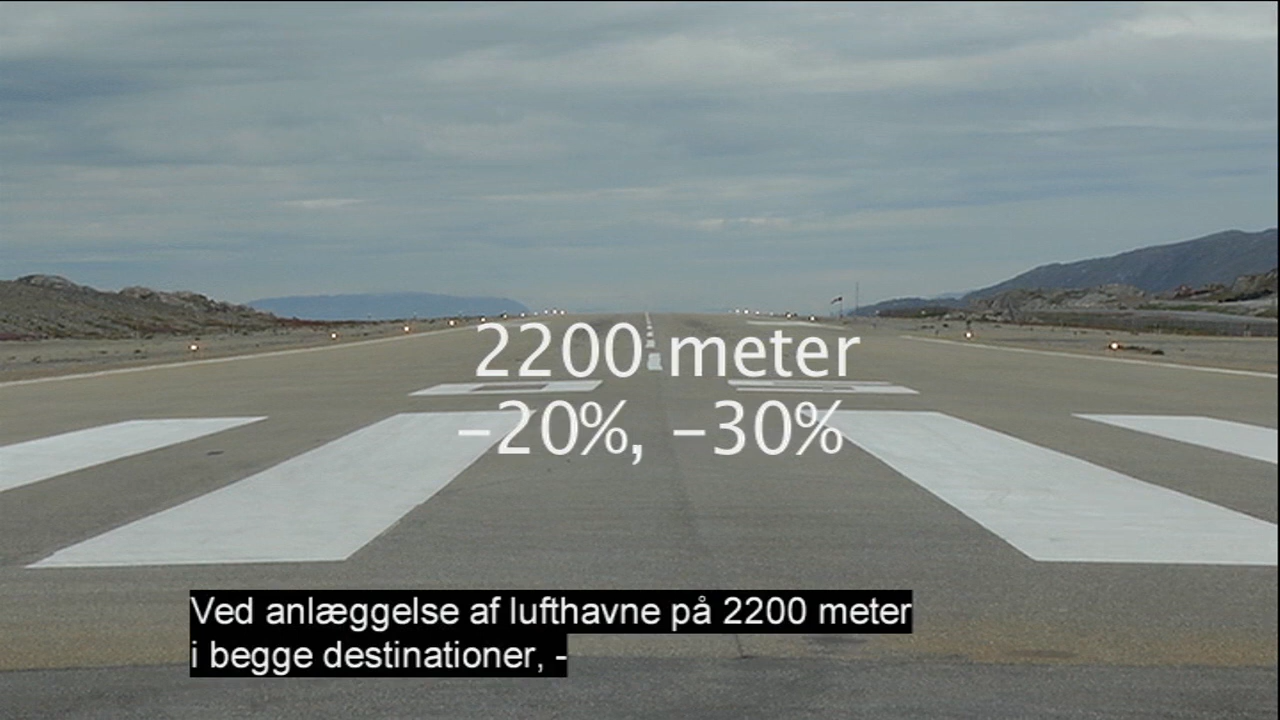 2200 meter
-20%, -30%
Ved anlæggelse af lufthavne på 2200 meter
i begge destinationer, -